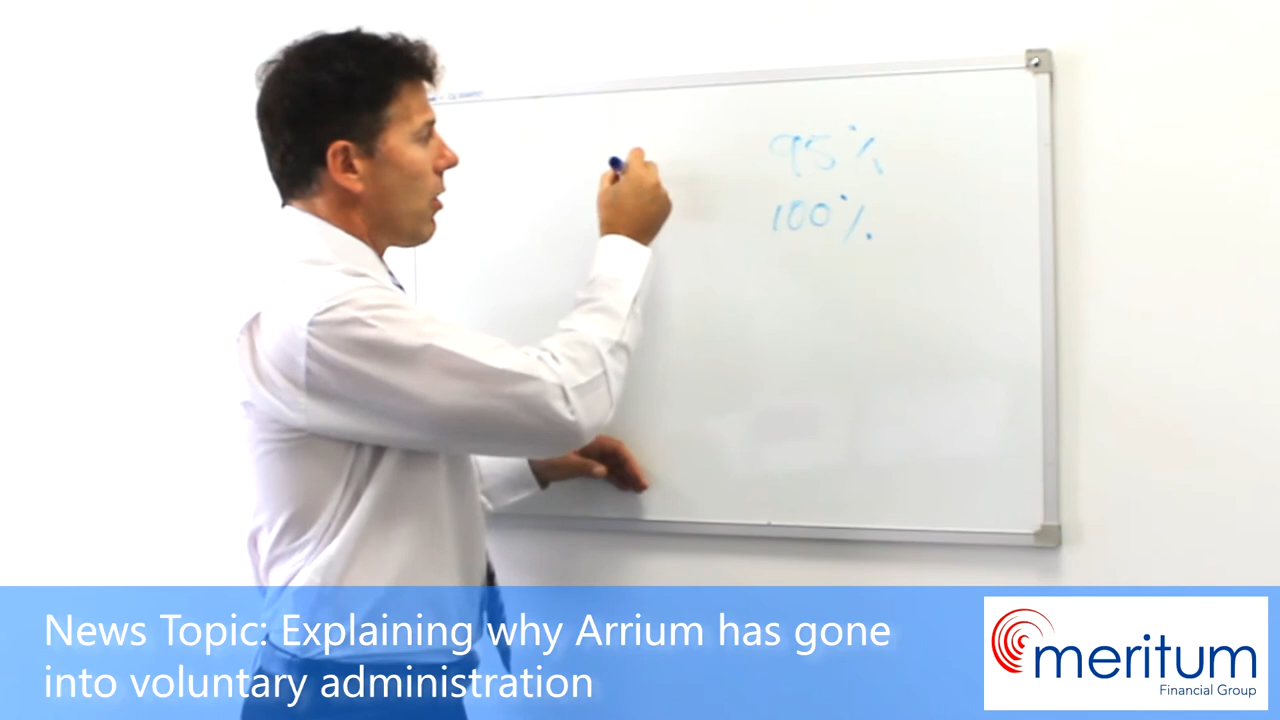 95%
100%
News Topic: Explaining why Arrium has gone
into voluntary administration
meritum
Financial Group